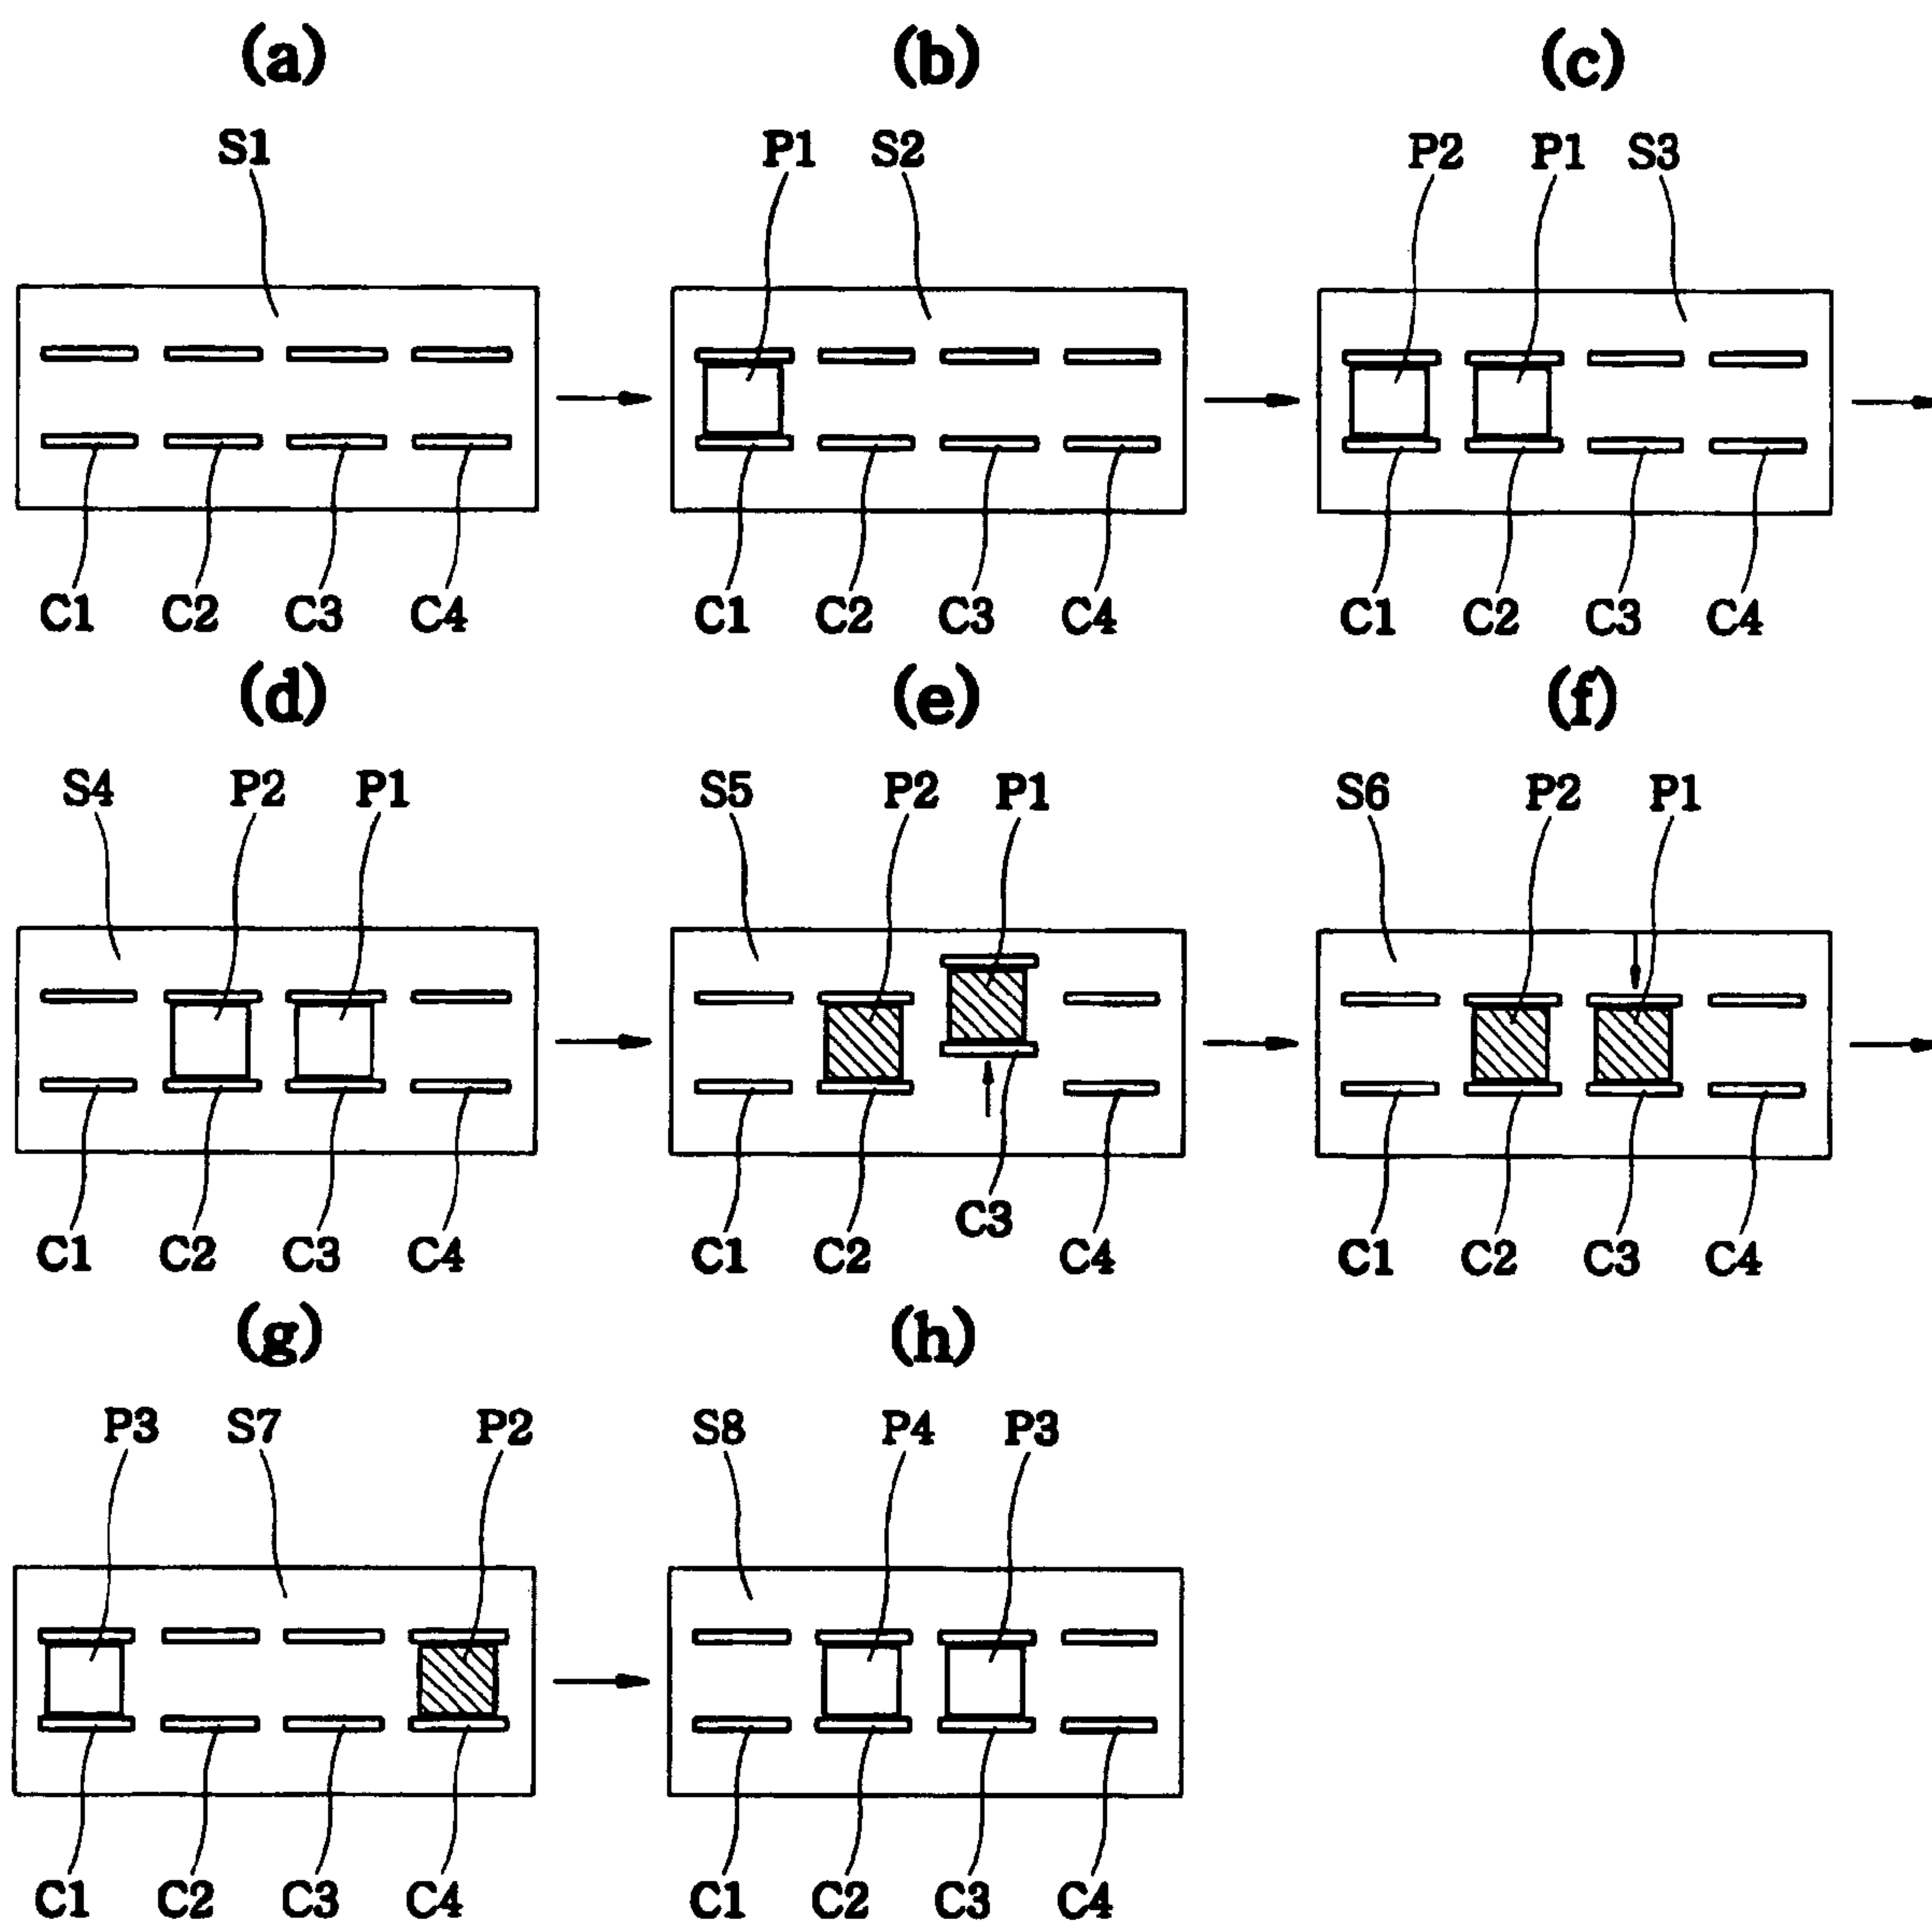 (a) (b) (c)
S1 P1 S2 P2 P1 S3
C1 C2 C3 C4 C1 C2 C3 C4 C1 C2 C3 C4
(d) (e) (f)
S4 P2 P1 S5 P2 P1 S6 P2 P1
C3
C1 C2 C3 C4 C1 C2 C4 C1 C2 C3 C4
(g) (h)
P3 S7 P2 S8 P4 P3
C1 C2 C3 C4 C1 C2 C3 C4